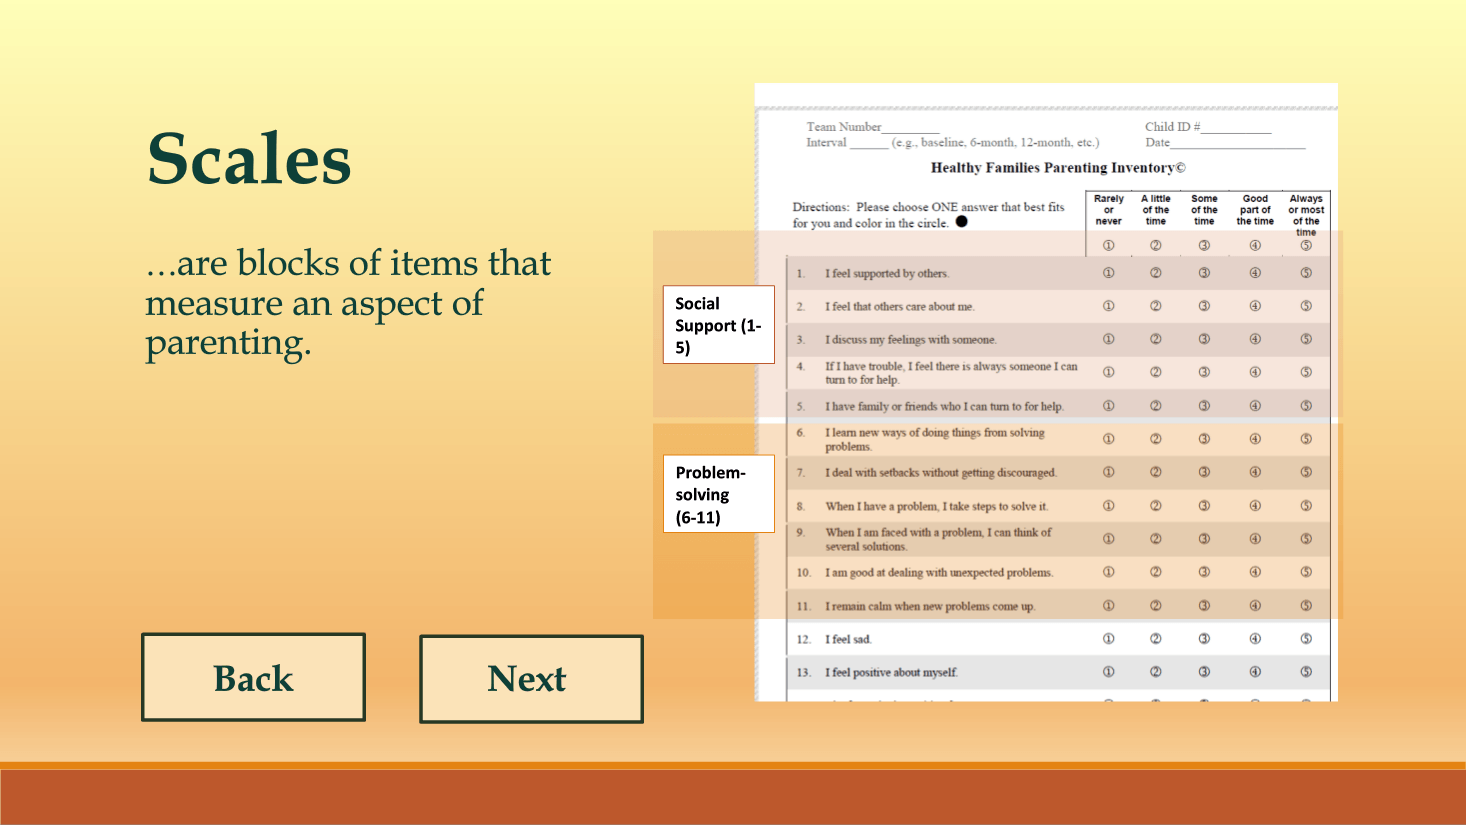 Scales
…are blocks of items that
measure an aspect of
parenting.
Back
Next
Team Number_________ Child ID #___________
Interval ______ (e.g., baseline, 6-month, 12-month, etc.) Date_____________________
Healthy Families Parenting Inventory©
Directions: Please choose ONE answer that best fits
for you and color in the circle. ●
Rarely or never
A little of the time
Some of the time
Good part of the time
Always or most of the time
① ② ③ ④ ⑤
Social
Support (1-
5)
1. I feel supported by others. ① ② ③ ④ ⑤
2. I feel that others care about me. ① ② ③ ④ ⑤
3. I discuss my feelings with someone. ① ② ③ ④ ⑤
4. If I have trouble, I feel there is always someone I can
turn to for help. ① ② ③ ④ ⑤
5. I have family or friends who I can turn to for help. ① ② ③ ④ ⑤
Problem-
solving
(6-11)
6. I learn new ways of doing things from solving
problems. ① ② ③ ④ ⑤
7. I deal with setbacks without getting discouraged. ① ② ③ ④ ⑤
8. When I have a problem, I take steps to solve it. ① ② ③ ④ ⑤
9. When I am faced with a problem, I can think of
several solutions. ① ② ③ ④ ⑤
10. I am good at dealing with unexpected problems. ① ② ③ ④ ⑤
11. I remain calm when new problems come up. ① ② ③ ④ ⑤
12. I feel sad. ① ② ③ ④ ⑤
13. I feel positive about myself. ① ② ③ ④ ⑤